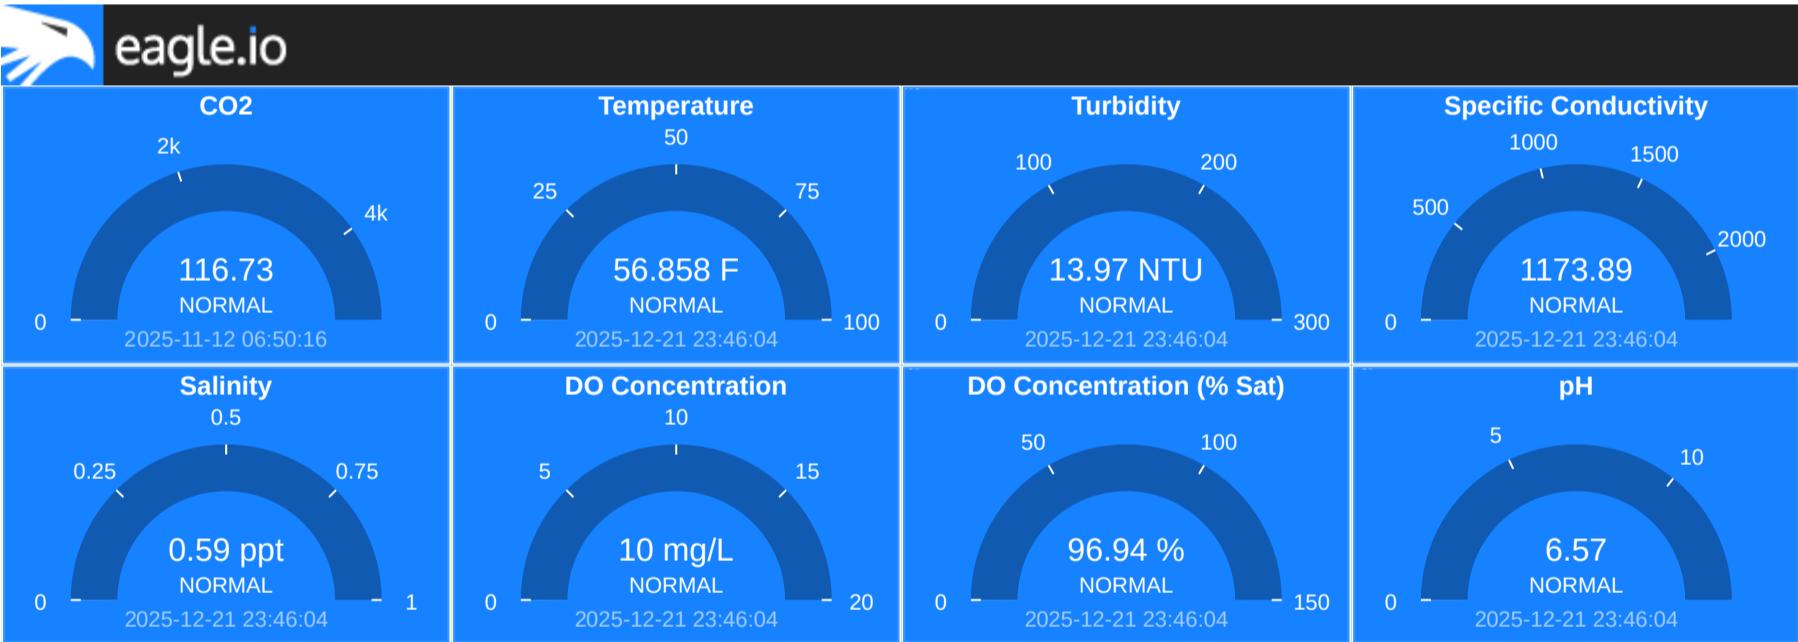 eagle.io
CO2
2k
4k
116.73
NORMAL
0
2025-11-12 06:50:16
Temperature
50
25
75
56.858 F
NORMAL
0
100
2025-12-21 23:46:04
Turbidity
100
200
13.97 NTU
NORMAL
0
300
2025-12-21 23:46:04
Specific Conductivity
1000
1500
500
2000
1173.89
NORMAL
0
2025-12-21 23:46:04
Salinity
0.5
0.25
0.75
0.59 ppt
NORMAL
0
1
2025-12-21 23:46:04
DO Concentration
10
5
15
10 mg/L
NORMAL
0
20
2025-12-21 23:46:04
DO Concentration (% Sat)
50
100
96.94 %
NORMAL
0
150
2025-12-21 23:46:04
pH
5
10
6.57
NORMAL
0
2025-12-21 23:46:04